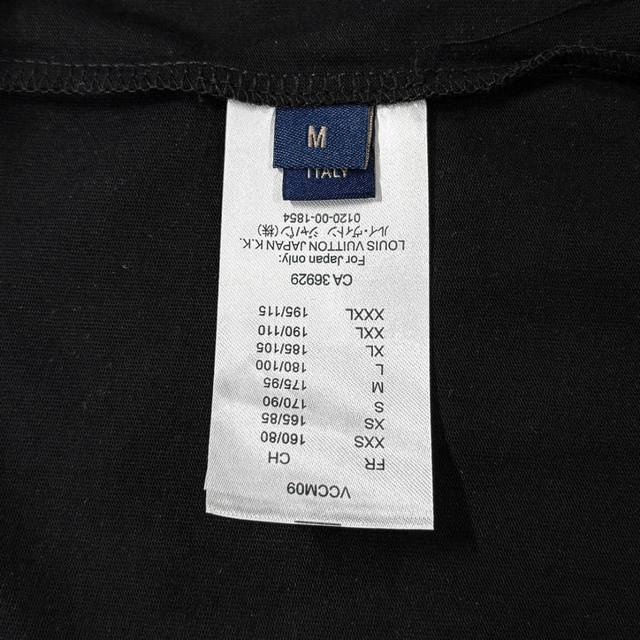 M
ITALY
VCCM09
FR CH
XXS 160/80
XS 165/85
S 170/90
M 175/95
L 180/100
XL 185/105
XXL 190/110
XXXL 195/115
CA 36929
For Japan only:
LOUIS VUITTON JAPAN K.K.
ルイ・ヴィトン ジャパン(株)
0120-00-1854